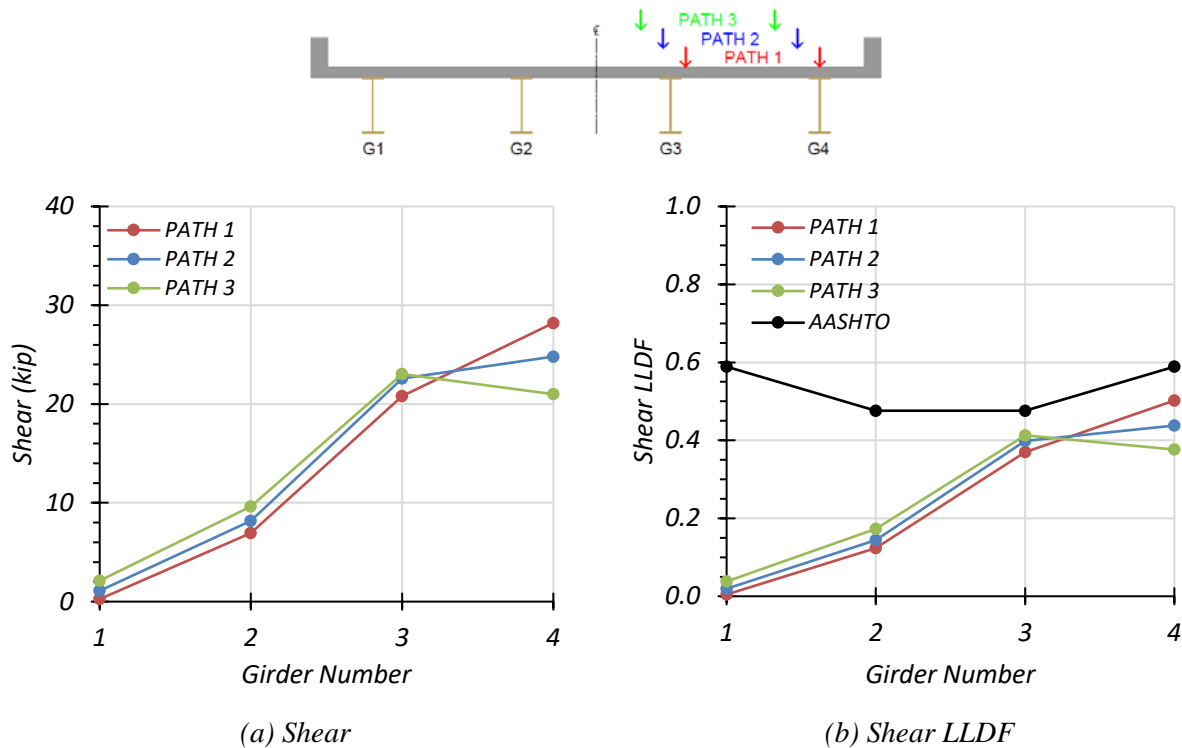 ℄
PATH 3
PATH 2
PATH 1
G1 G2 G3 G4
40
30
20
10
0
Shear (kip)
PATH 1
PATH 2
PATH 3
1 2 3 4
Girder Number
(a) Shear
1.0
0.8
0.6
0.4
0.2
0.0
Shear LLDF
PATH 1
PATH 2
PATH 3
AASHTO
1 2 3 4
Girder Number
(b) Shear LLDF